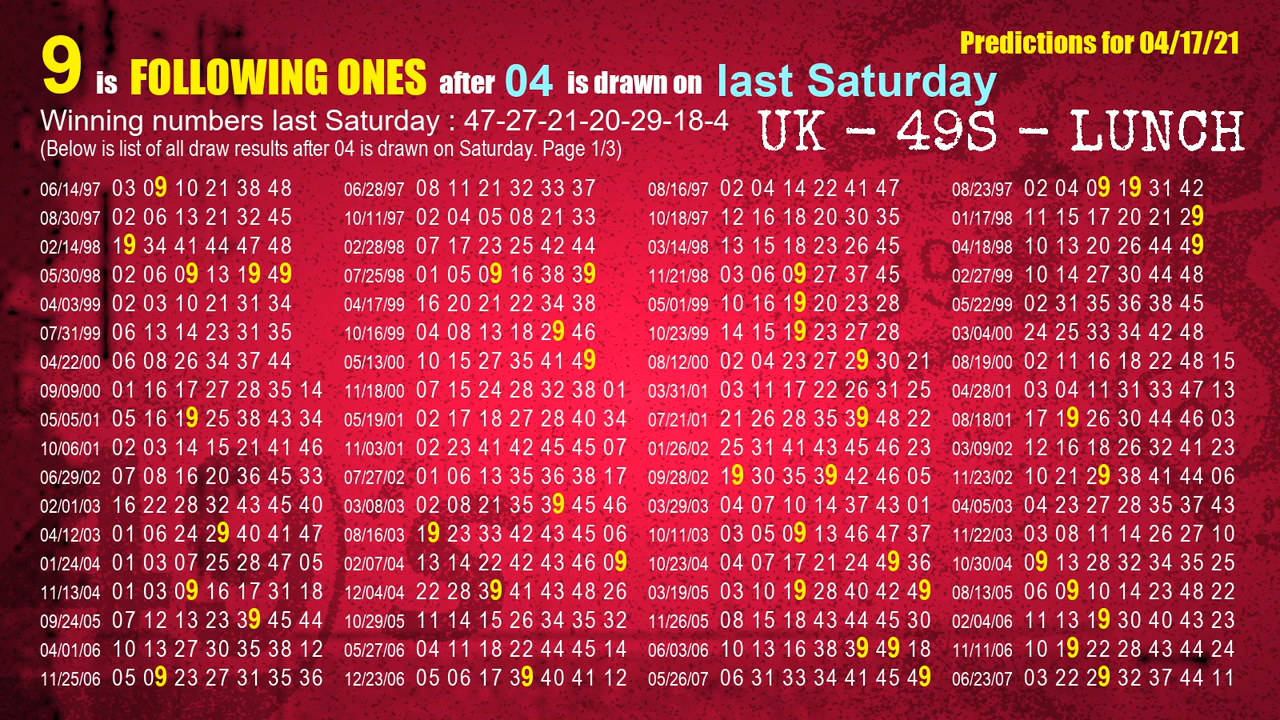 Predictions for 04/17/21
9 is FOLLOWING ONES after 04 is drawn on last Saturday
Winning numbers last Saturday : 47-27-21-20-29-18-4
UK - 49S - LUNCH
(Below is list of all draw results after 04 is drawn on Saturday. Page 1/3)
06/14/97 03 09 10 21 38 48 06/28/97 08 11 21 32 33 37 08/16/97 02 04 14 22 41 47 08/23/97 02 04 09 19 31 42
08/30/97 02 06 13 21 32 45 10/11/97 02 04 05 08 21 33 10/18/97 12 16 18 20 30 35 01/17/98 11 15 17 20 21 29
02/14/98 19 34 41 44 47 48 02/28/98 07 17 23 25 42 44 03/14/98 13 15 18 23 26 45 04/18/98 10 13 20 26 44 49
05/30/98 02 06 09 13 19 49 07/25/98 01 05 09 16 38 39 11/21/98 03 06 09 27 37 45 02/27/99 10 14 27 30 44 48
04/03/99 02 03 10 21 31 34 04/17/99 16 20 21 22 34 38 05/01/99 10 16 19 20 23 28 05/22/99 02 31 35 36 38 45
07/31/99 06 13 14 23 31 35 10/16/99 04 08 13 18 29 46 10/23/99 14 15 19 23 27 28 03/04/00 24 25 33 34 42 48
04/22/00 06 08 26 34 37 44 05/13/00 10 15 27 35 41 49 08/12/00 02 04 23 27 29 30 21 08/19/00 02 11 16 18 22 48 15
09/09/00 01 16 17 27 28 35 14 11/18/00 07 15 24 28 32 38 01 03/31/01 03 11 17 22 26 31 25 04/28/01 03 04 11 31 33 47 13
05/05/01 05 16 19 25 38 43 34 05/19/01 02 17 18 27 28 40 34 07/21/01 21 26 28 35 39 48 22 08/18/01 17 19 26 30 44 46 03
10/06/01 02 03 14 15 21 41 46 11/03/01 02 23 41 42 45 45 07 01/26/02 25 31 41 43 45 46 23 03/09/02 12 16 18 26 32 41 23
06/29/02 07 08 16 20 36 45 33 07/27/02 01 06 13 35 36 38 17 09/28/02 19 30 35 39 42 46 05 11/23/02 10 21 29 38 41 44 06
02/01/03 16 22 28 32 43 45 40 03/08/03 02 08 21 35 39 45 46 03/29/03 04 07 10 14 37 43 01 04/05/03 04 23 27 28 35 37 43
04/12/03 01 06 24 29 40 41 47 08/16/03 19 23 33 42 43 45 06 10/11/03 03 05 09 13 46 47 37 11/22/03 03 08 11 14 26 27 10
01/24/04 01 03 07 25 28 47 05 02/07/04 13 14 22 42 43 46 09 10/23/04 04 07 17 21 24 49 36 10/30/04 09 13 28 32 34 35 25
11/13/04 01 03 09 16 17 31 18 12/04/04 22 28 39 41 43 48 26 03/19/05 03 10 19 28 40 42 49 08/13/05 06 09 10 14 23 48 22
09/24/05 07 12 13 23 39 45 44 10/29/05 11 14 15 26 34 35 32 11/26/05 08 15 18 43 44 45 30 02/04/06 11 13 19 30 40 43 23
04/01/06 10 13 27 30 35 38 12 05/27/06 04 11 18 22 44 45 14 06/03/06 10 13 35 38 39 49 18 11/11/06 10 19 22 28 43 44 24
11/25/06 05 09 23 27 31 35 36 12/23/06 05 06 17 39 40 41 12 05/26/07 06 31 33 34 41 45 49 06/23/07 03 22 29 32 37 44 11